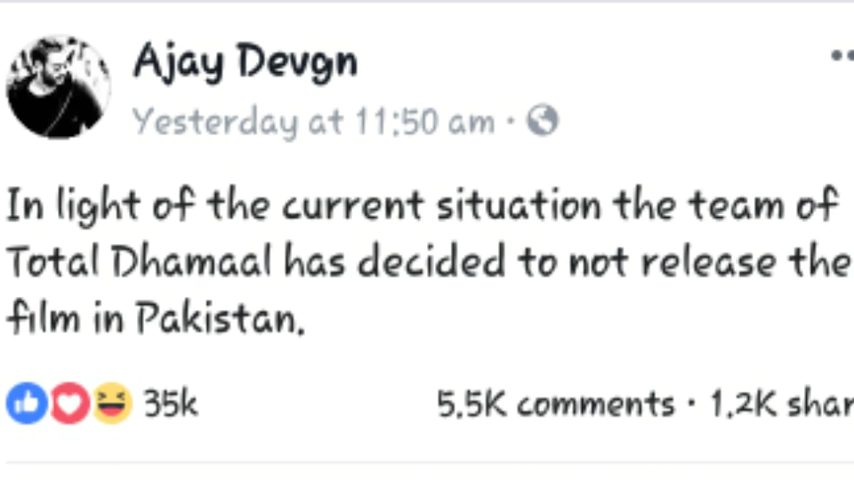 Ajay Devgn
Yesterday at 11:50 am ·
In light of the current situation the team of
Total Dhamaal has decided to not release the
film in Pakistan.
35k 5.5K comments · 1.2K shar